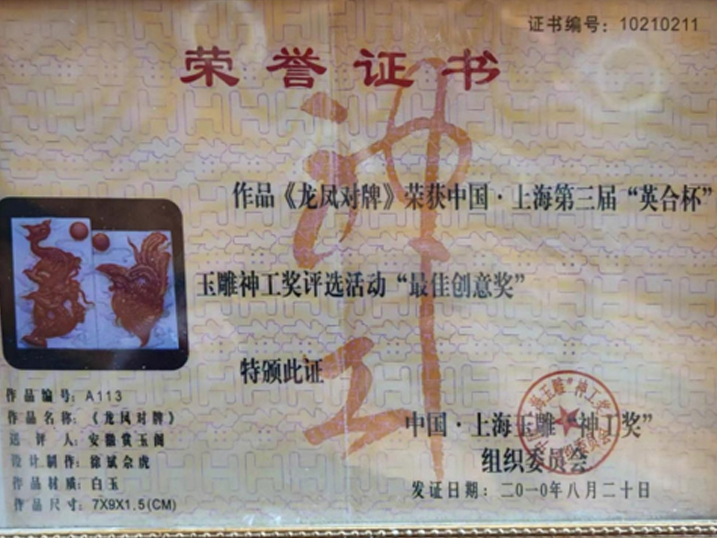 证书编号：10210211
荣誉证书
神工
作品《龙凤对牌》荣获中国·上海第三届“英合杯”
玉雕神工奖评选活动“最佳创意奖”
特颁此证
作品编号：A113
作品名称：《龙凤对牌》
送 评 人：安徽赏玉阁
设计制作：徐斌余虎
作品材质：白玉
作品尺寸：7X9X1.5(CM)
中国·上海玉雕“神工奖”
组织委员会
发证日期：二〇一〇年八月二十日